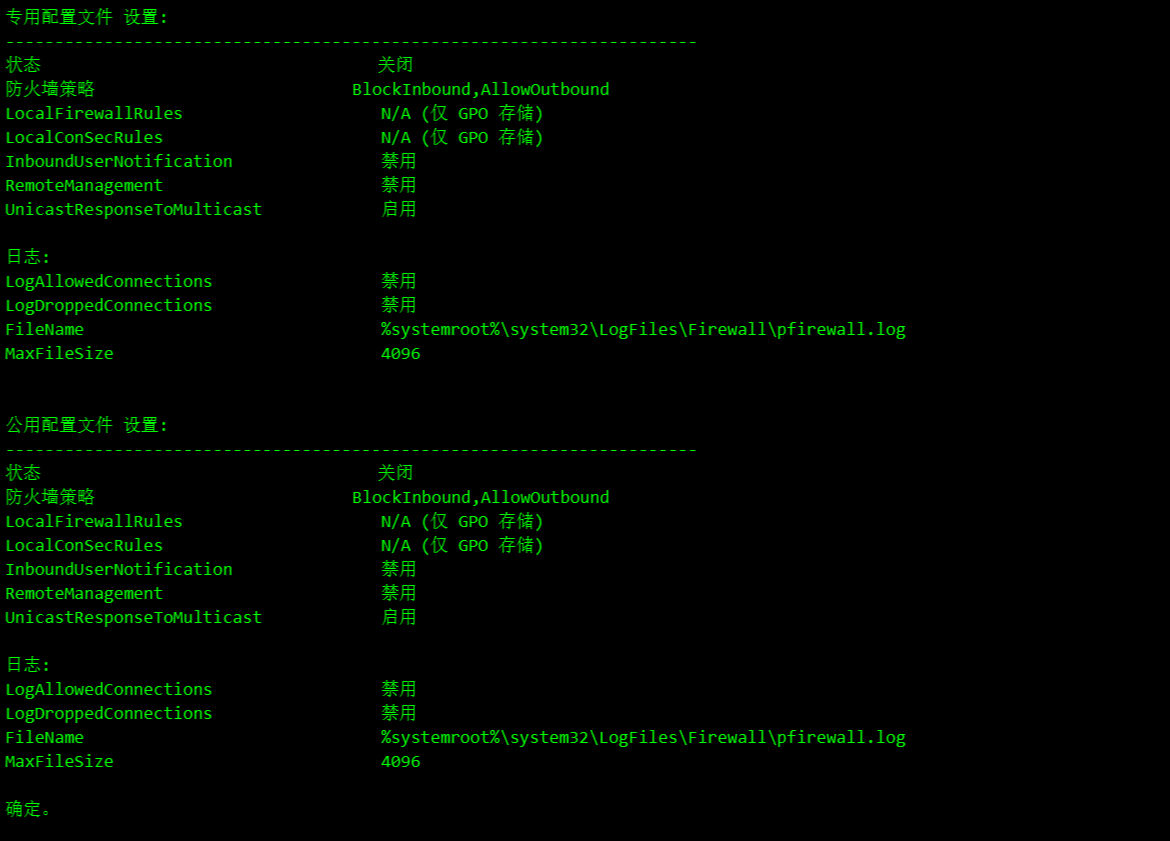 专用配置文件 设置:
----------------------------------------------------------------------
状态                                  关闭
防火墙策略                            BlockInbound,AllowOutbound
LocalFirewallRules                    N/A (仅 GPO 存储)
LocalConSecRules                      N/A (仅 GPO 存储)
InboundUserNotification               禁用
RemoteManagement                      禁用
UnicastResponseToMulticast            启用

日志:
LogAllowedConnections                 禁用
LogDroppedConnections                 禁用
FileName                              %systemroot%\system32\LogFiles\Firewall\pfirewall.log
MaxFileSize                           4096

公用配置文件 设置:
----------------------------------------------------------------------
状态                                  关闭
防火墙策略                            BlockInbound,AllowOutbound
LocalFirewallRules                    N/A (仅 GPO 存储)
LocalConSecRules                      N/A (仅 GPO 存储)
InboundUserNotification               禁用
RemoteManagement                      禁用
UnicastResponseToMulticast            启用

日志:
LogAllowedConnections                 禁用
LogDroppedConnections                 禁用
FileName                              %systemroot%\system32\LogFiles\Firewall\pfirewall.log
MaxFileSize                           4096

确定。